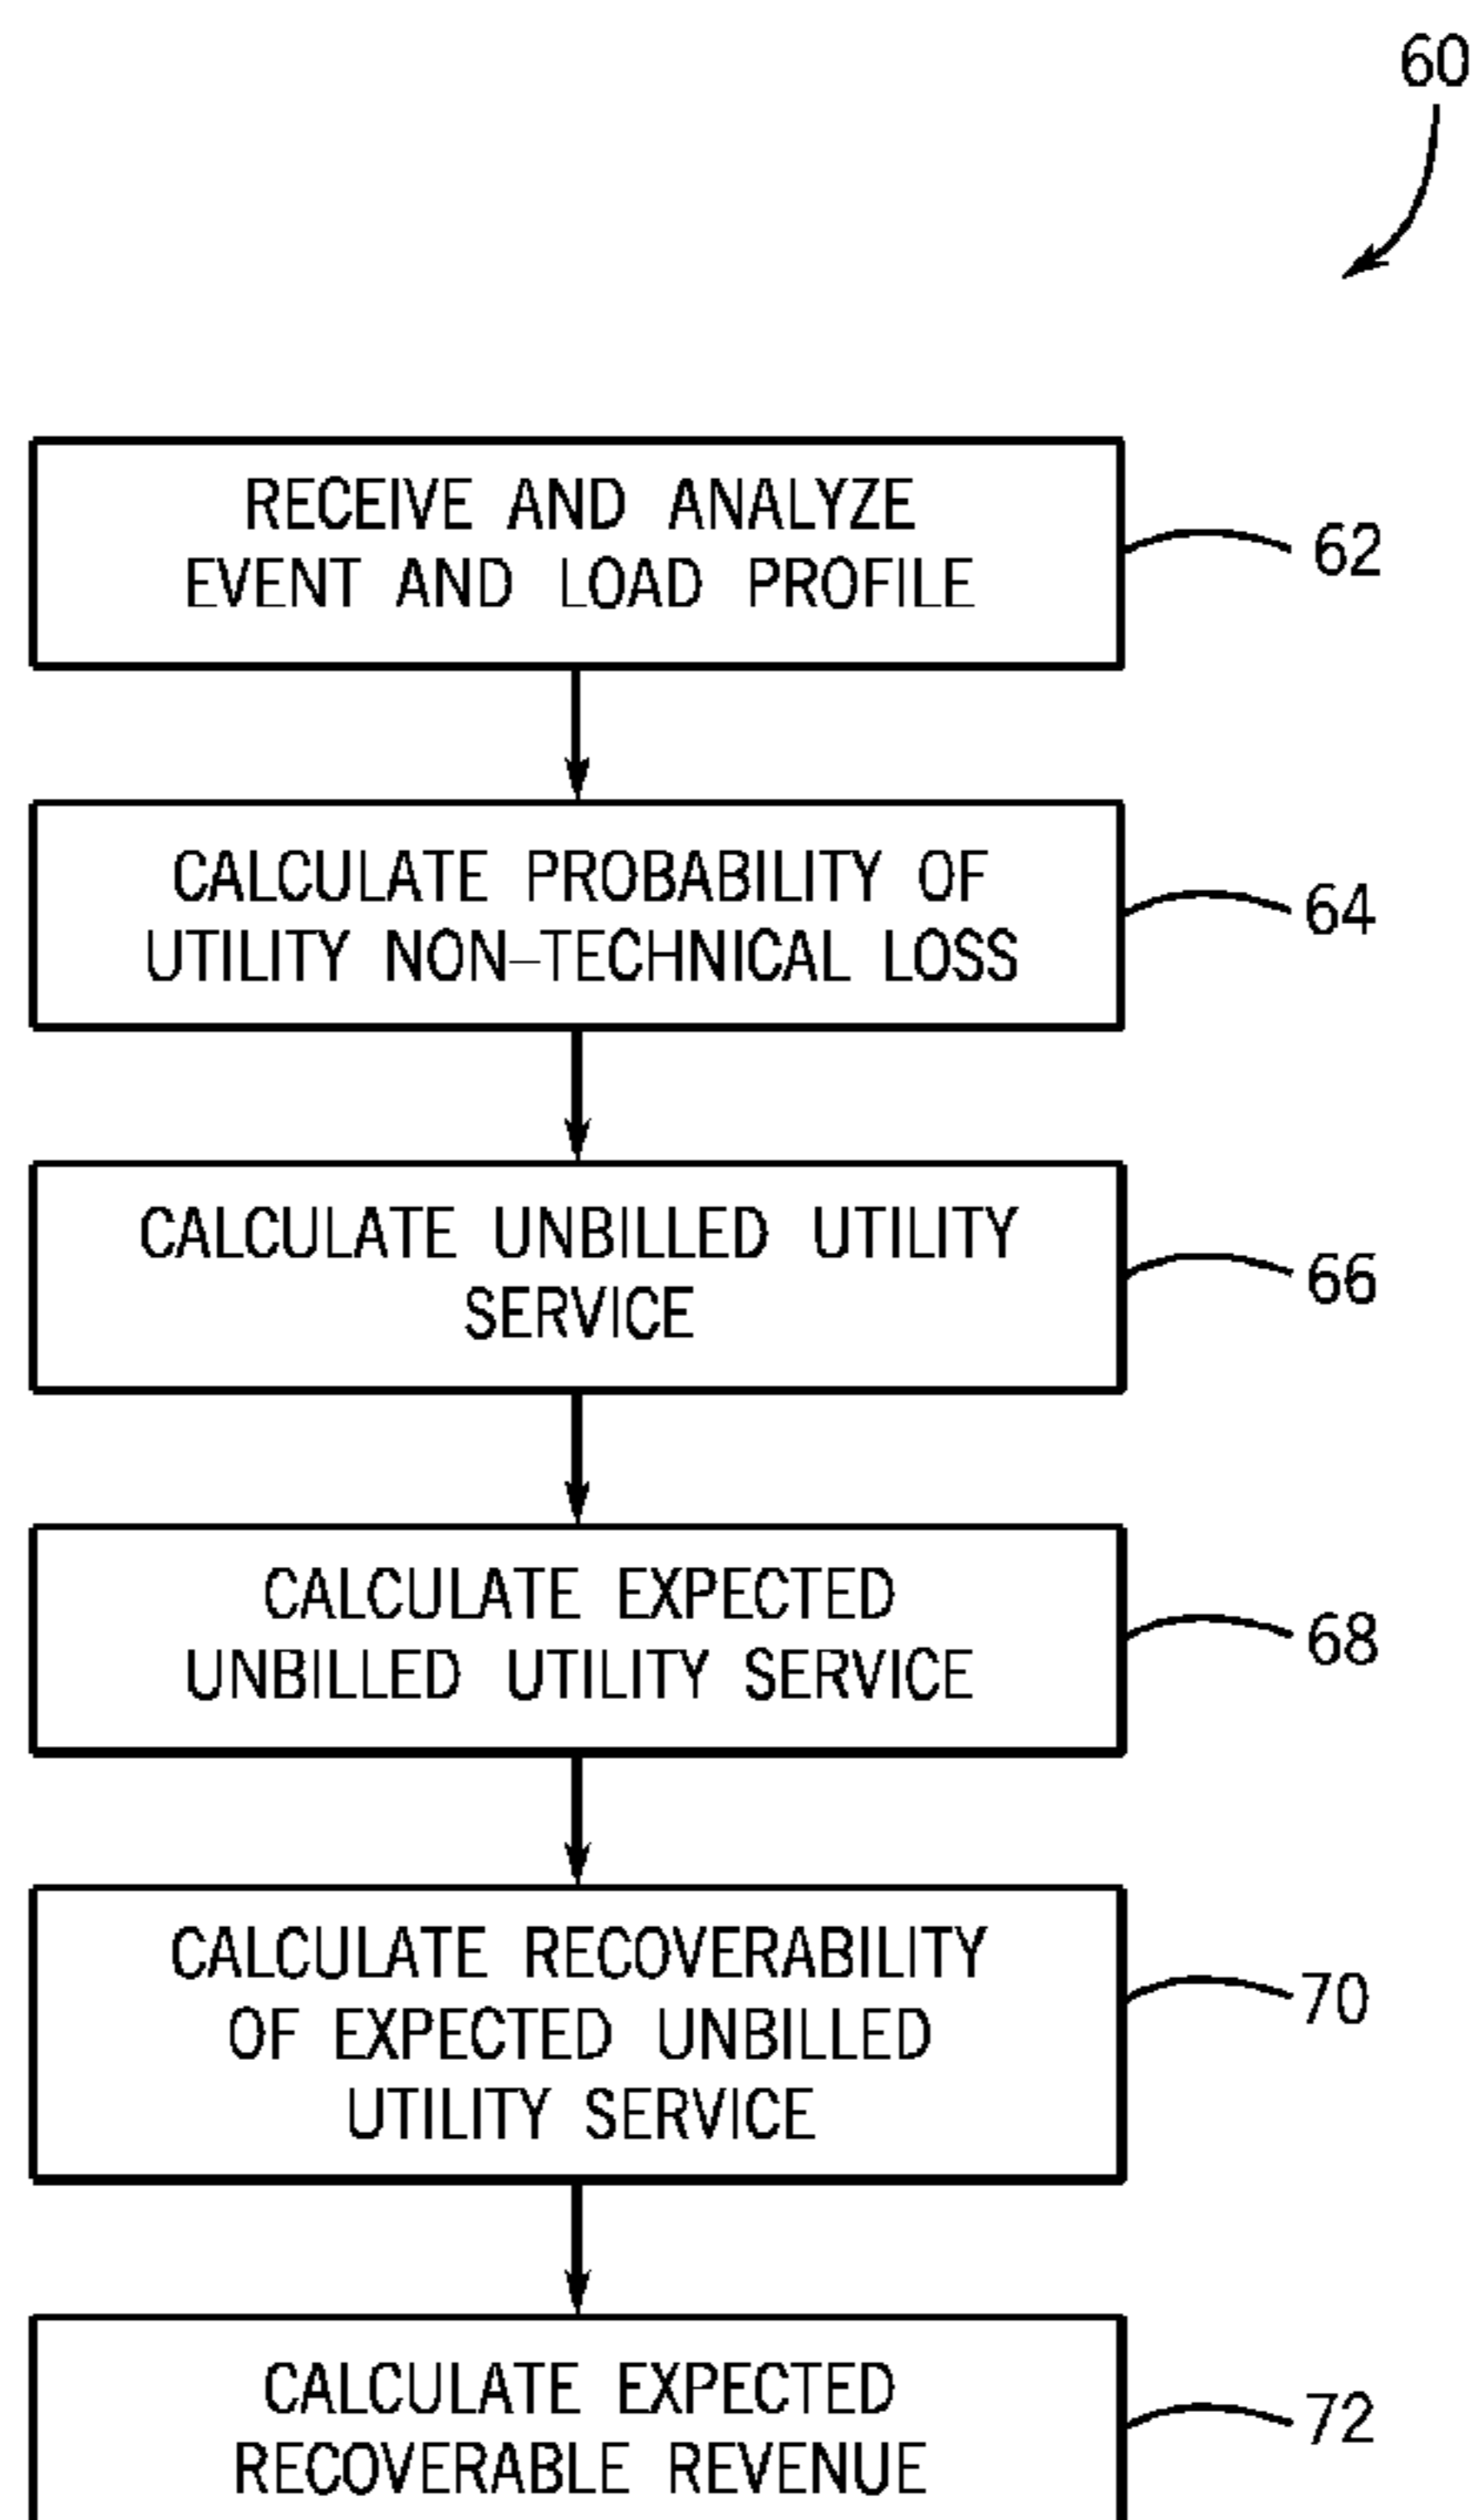 60
RECEIVE AND ANALYZE
EVENT AND LOAD PROFILE
62
CALCULATE PROBABILITY OF
UTILITY NON-TECHNICAL LOSS
64
CALCULATE UNBILLED UTILITY
SERVICE
66
CALCULATE EXPECTED
UNBILLED UTILITY SERVICE
68
CALCULATE RECOVERABILITY
OF EXPECTED UNBILLED
UTILITY SERVICE
70
CALCULATE EXPECTED
RECOVERABLE REVENUE
72